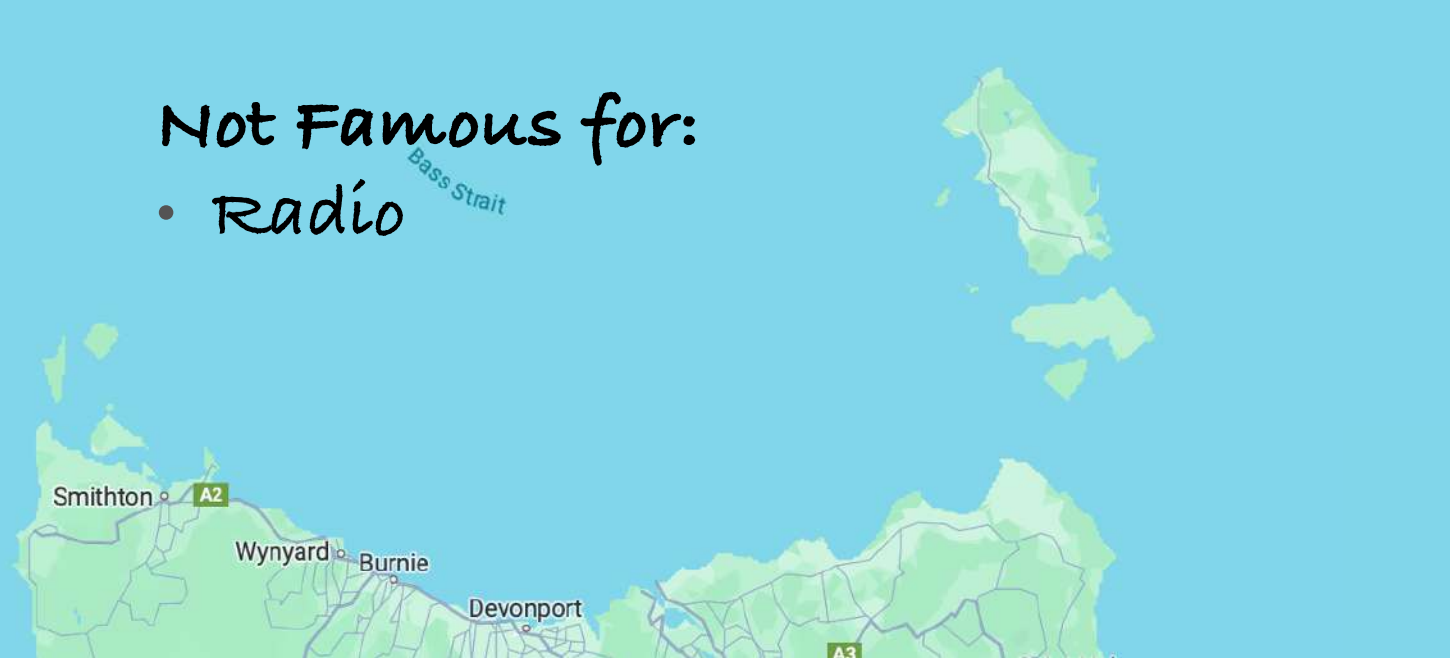 Not Famous for:
Bass Strait
• Radio
Smithton
A2
Wynyard
Burnie
Devonport
A3